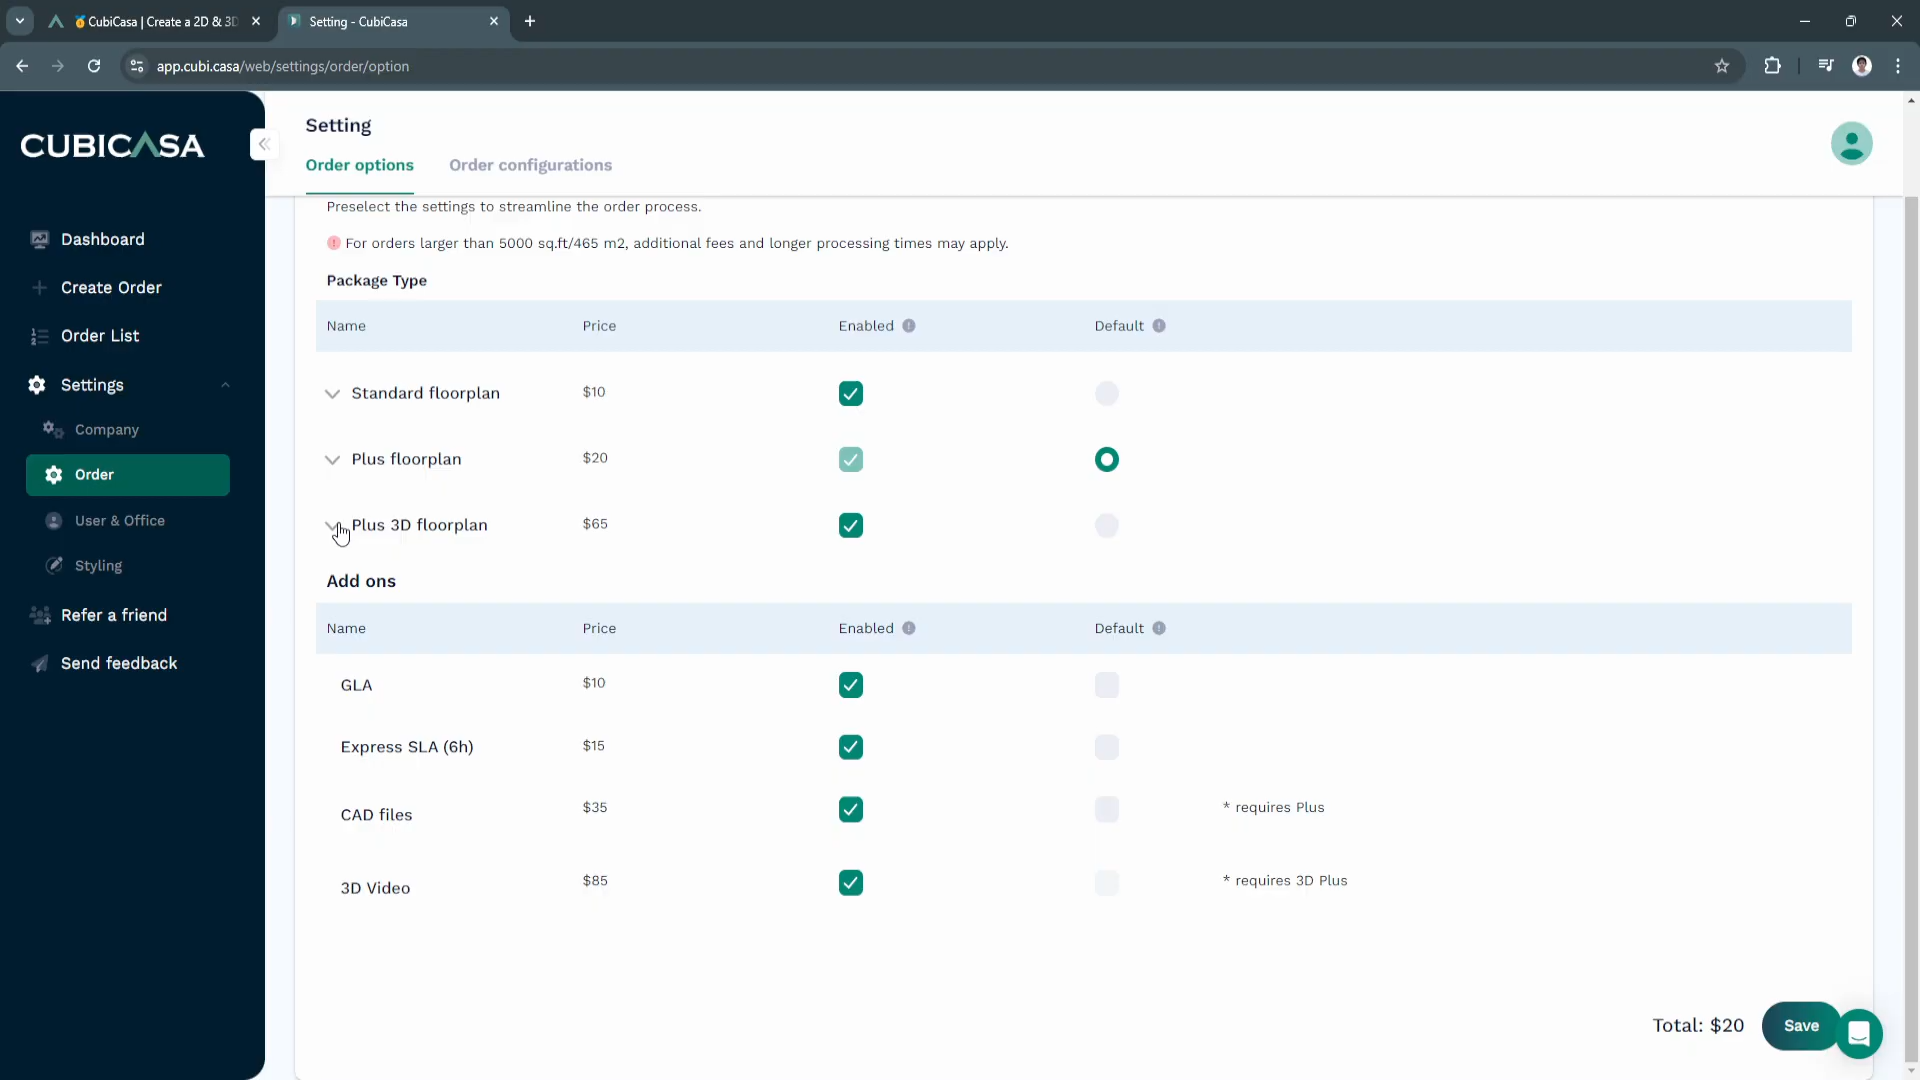 CubiCasa | Create a 2D & 3D
Setting - CubiCasa
app.cubi.casa/web/settings/order/option
CUBICASA
Dashboard
Create Order
Order List
Settings
Company
Order
User & Office
Styling
Refer a friend
Send feedback
Setting
Order options
Order configurations
Preselect the settings to streamline the order process.
For orders larger than 5000 sq.ft/465 m2, additional fees and longer processing times may apply.
Package Type
Name Price Enabled Default
Standard floorplan $10
Plus floorplan $20
Plus 3D floorplan $65
Add ons
Name Price Enabled Default
GLA $10
Express SLA (6h) $15
CAD files $35 * requires Plus
3D Video $85 * requires 3D Plus
Total: $20 Save